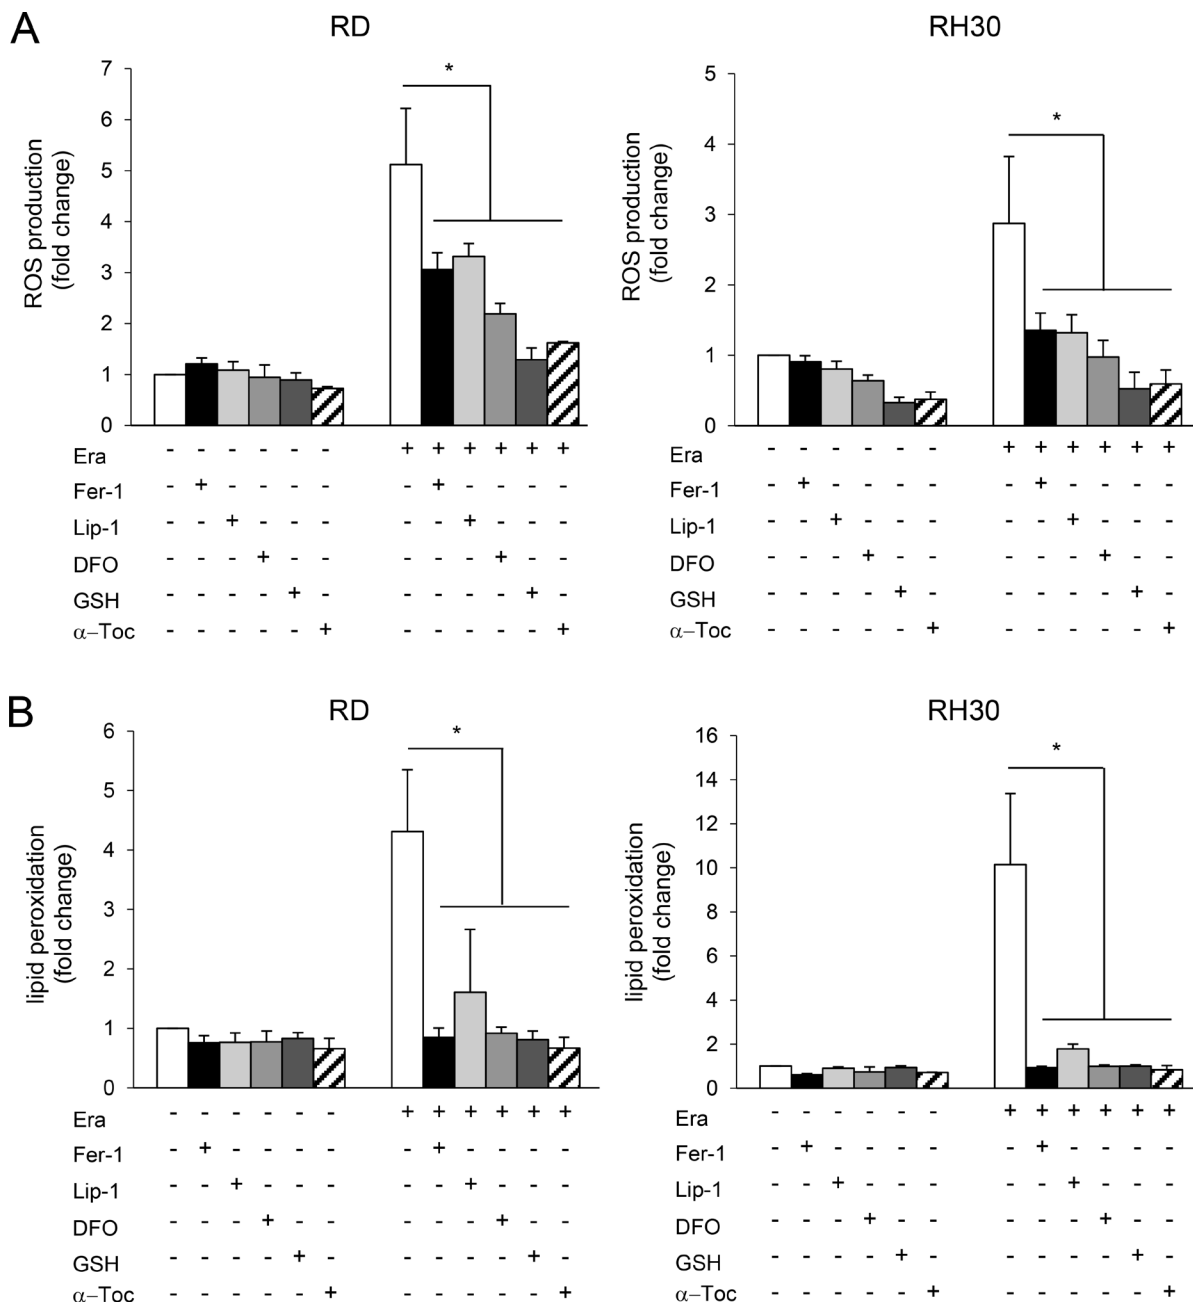 A
RD
RH30
ROS production
(fold change)
7
6
5
4
3
2
1
0
*
Era - - - - - - + + + + + +
Fer-1 - + - - - - - + - - - -
Lip-1 - - + - - - - - + - - -
DFO - - - + - - - - - + - -
GSH - - - - + - - - - - + -
α–Toc - - - - - + - - - - - +
ROS production
(fold change)
5
4
3
2
1
0
*
Era - - - - - - + + + + + +
Fer-1 - + - - - - - + - - - -
Lip-1 - - + - - - - - + - - -
DFO - - - + - - - - - + - -
GSH - - - - + - - - - - + -
α–Toc - - - - - + - - - - - +
B
RD
RH30
lipid peroxidation
(fold change)
6
5
4
3
2
1
0
*
Era - - - - - - + + + + + +
Fer-1 - + - - - - - + - - - -
Lip-1 - - + - - - - - + - - -
DFO - - - + - - - - - + - -
GSH - - - - + - - - - - + -
α–Toc - - - - - + - - - - - +
lipid peroxidation
(fold change)
16
14
12
10
8
6
4
2
0
*
Era - - - - - - + + + + + +
Fer-1 - + - - - - - + - - - -
Lip-1 - - + - - - - - + - - -
DFO - - - + - - - - - + - -
GSH - - - - + - - - - - + -
α–Toc - - - - - + - - - - - +